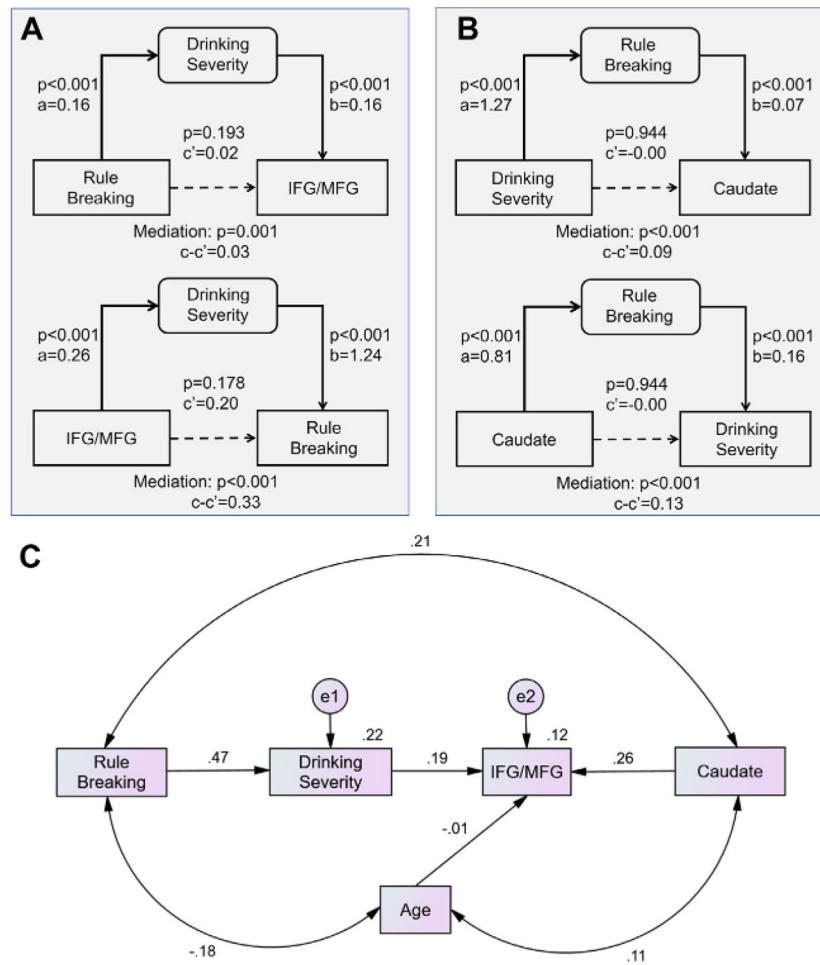 A
Drinking
Severity
p<0.001
a=0.16
p<0.001
b=0.16
p=0.193
c'=0.02
Rule
Breaking
IFG/MFG
Mediation: p=0.001
c-c'=0.03
Drinking
Severity
p<0.001
a=0.26
p<0.001
b=1.24
p=0.178
c'=0.20
IFG/MFG
Rule
Breaking
Mediation: p<0.001
c-c'=0.33
B
Rule
Breaking
p<0.001
a=1.27
p<0.001
b=0.07
p=0.944
c'=-0.00
Drinking
Severity
Caudate
Mediation: p<0.001
c-c'=0.09
Rule
Breaking
p<0.001
a=0.81
p<0.001
b=0.16
p=0.944
c'=-0.00
Caudate
Drinking
Severity
Mediation: p<0.001
c-c'=0.13
C
.21
e1
e2
.22
.12
Rule
Breaking
.47
Drinking
Severity
.19
IFG/MFG
.26
Caudate
-.01
Age
-.18
.11